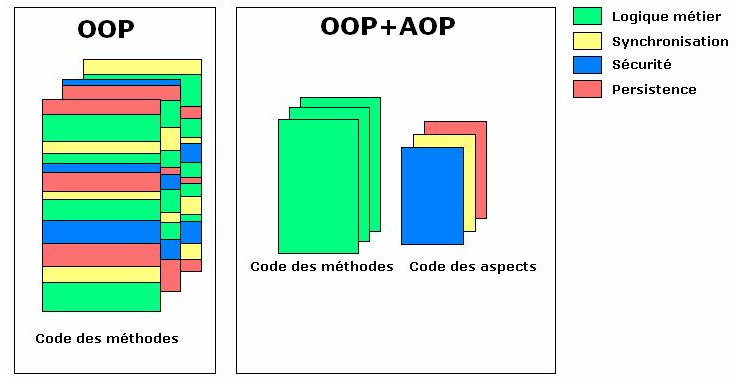 OOP
Code des méthodes
OOP+AOP
Code des méthodes
Code des aspects
Logique métier
Synchronisation
Sécurité
Persistence